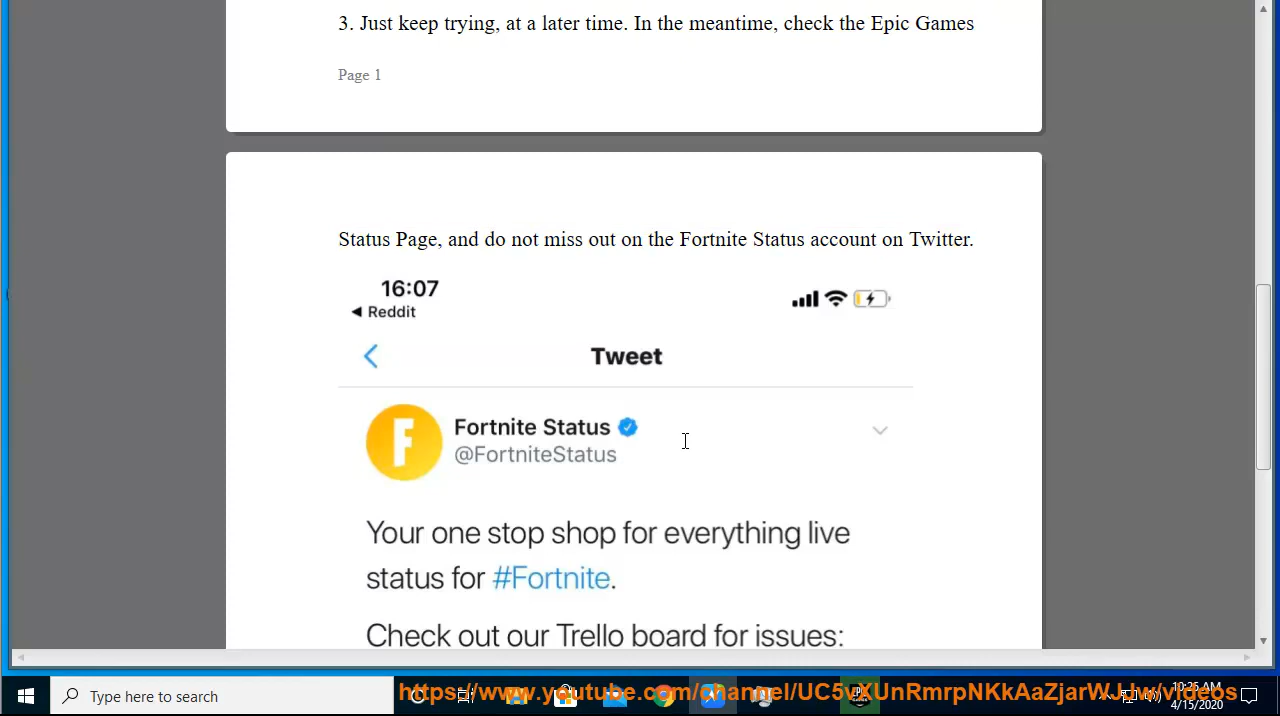 3. Just keep trying, at a later time. In the meantime, check the Epic Games
Page 1
Status Page, and do not miss out on the Fortnite Status account on Twitter.
16:07
◀ Reddit
Tweet
F
Fortnite Status
@FortniteStatus
Your one stop shop for everything live
status for #Fortnite.
Check out our Trello board for issues:
Type here to search
10:25 AM
4/15/2020